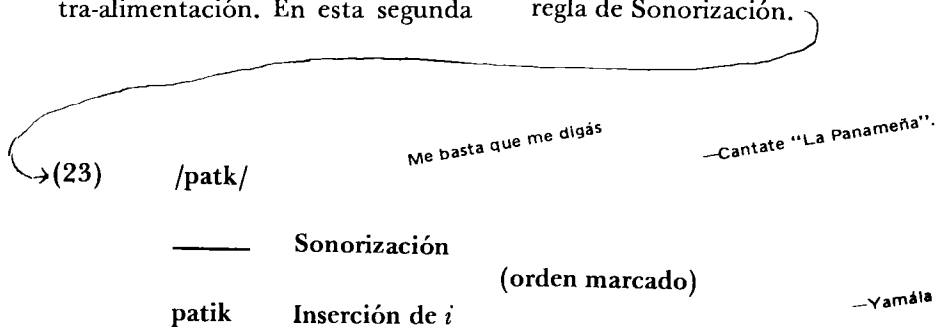 tra-alimentación. En esta segunda
regla de Sonorización.
→(23) /patk/
Me basta que me digás
—Cantate "La Panameña".
—— Sonorización
(orden marcado)
patik Inserción de i
—Yamála